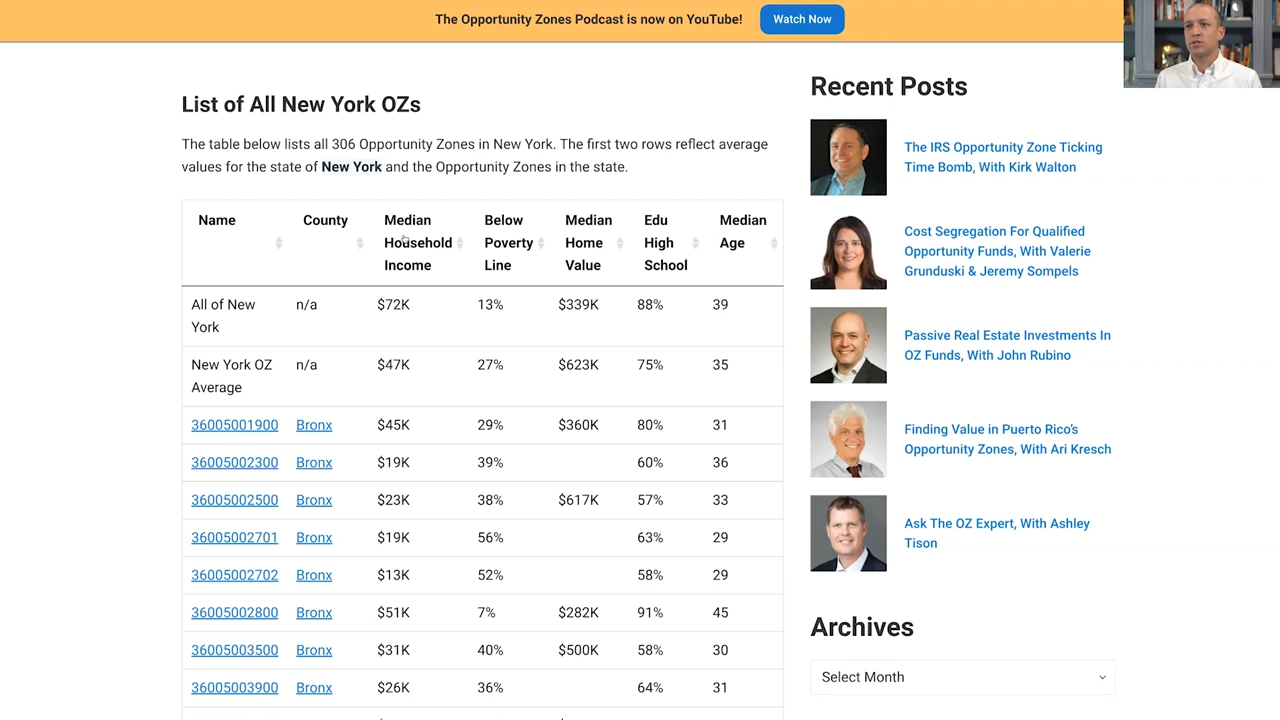 The Opportunity Zones Podcast is now on YouTube!
Watch Now
List of All New York OZs
The table below lists all 306 Opportunity Zones in New York. The first two rows reflect average
values for the state of New York and the Opportunity Zones in the state.
Name County Median Household Income Below Poverty Line Median Home Value Edu High School Median Age
All of New York n/a $72K 13% $339K 88% 39
New York OZ Average n/a $47K 27% $623K 75% 35
36005001900 Bronx $45K 29% $360K 80% 31
36005002300 Bronx $19K 39% 60% 36
36005002500 Bronx $23K 38% $617K 57% 33
36005002701 Bronx $19K 56% 63% 29
36005002702 Bronx $13K 52% 58% 29
36005002800 Bronx $51K 7% $282K 91% 45
36005003500 Bronx $31K 40% $500K 58% 30
36005003900 Bronx $26K 36% 64% 31
Recent Posts
The IRS Opportunity Zone Ticking
Time Bomb, With Kirk Walton
Cost Segregation For Qualified
Opportunity Funds, With Valerie
Grunduski & Jeremy Sompels
Passive Real Estate Investments In
OZ Funds, With John Rubino
Finding Value in Puerto Rico's
Opportunity Zones, With Ari Kresch
Ask The OZ Expert, With Ashley
Tison
Archives
Select Month